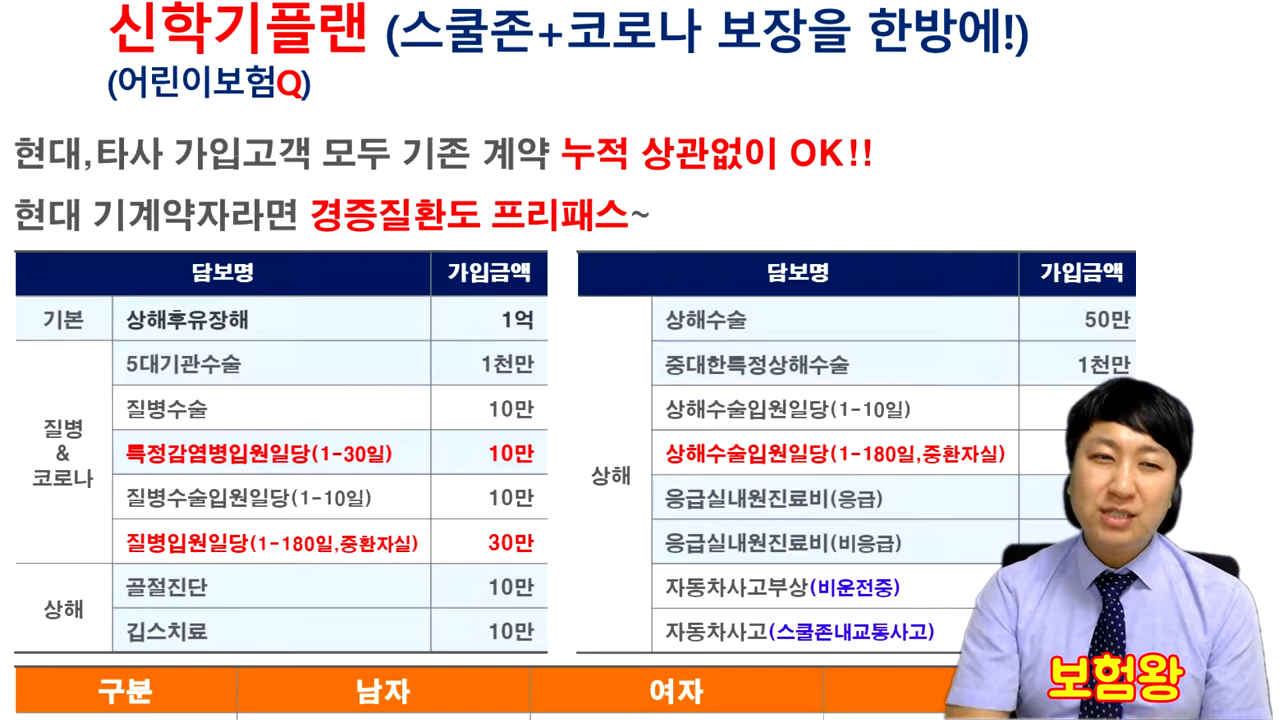 신학기플랜 (스쿨존+코로나 보장을 한방에!)
(어린이보험Q)
현대,타사 가입고객 모두 기존 계약 누적 상관없이 OK!!
현대 기계약자라면 경증질환도 프리패스~
담보명 가입금액
기본 상해후유장해 1억
질병 & 코로나
5대기관수술 1천만
질병수술 10만
특정감염병입원일당(1-30일) 10만
질병수술입원일당(1-10일) 10만
질병입원일당(1-180일,중환자실) 30만
상해
골절진단 10만
깁스치료 10만
담보명 가입금액
상해
상해수술 50만
중대한특정상해수술 1천만
상해수술입원일당(1-10일)
상해수술입원일당(1-180일,중환자실)
응급실내원진료비(응급)
응급실내원진료비(비응급)
자동차사고부상(비운전중)
자동차사고(스쿨존내교통사고)
구분 남자 여자
보험왕